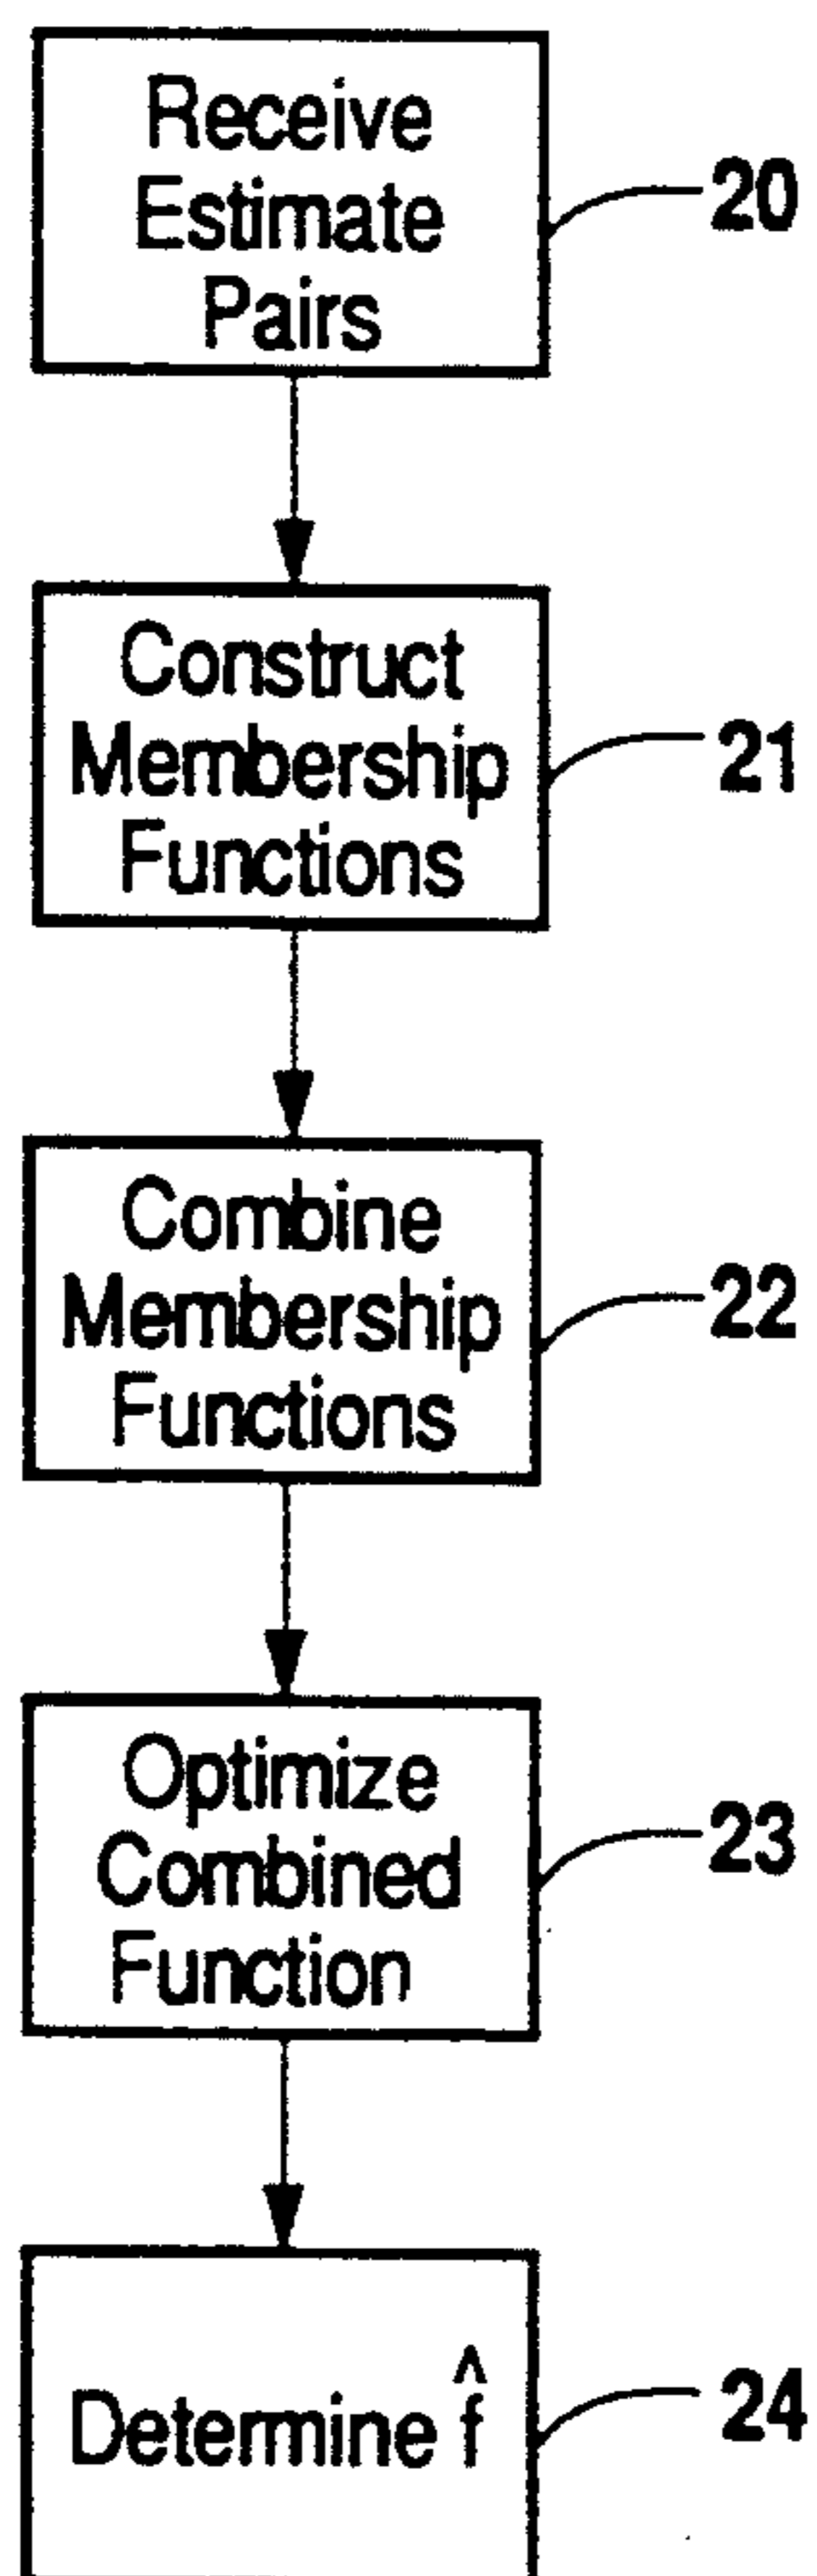 Receive
Estimate
Pairs
20
Construct
Membership
Functions
21
Combine
Membership
Functions
22
Optimize
Combined
Function
23
Determine f̂
24